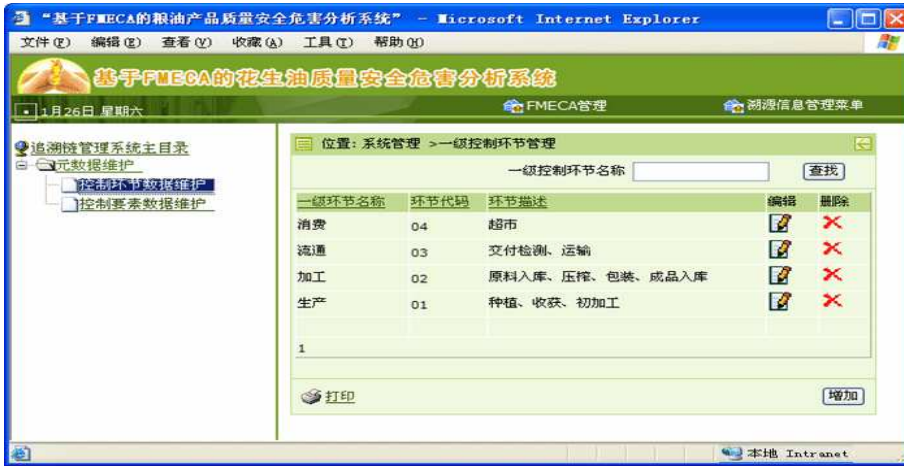 “基于FMECA的粮油产品质量安全危害分析系统” - Microsoft Internet Explorer
文件(F) 编辑(E) 查看(V) 收藏(A) 工具(T) 帮助(H)
基于FMECA的花生油质量安全危害分析系统
1月26日 星期六 FMECA管理 溯源信息管理菜单
追溯链管理系统主目录
元数据维护
控制环节数据维护
控制要素数据维护
位置:系统管理 >一级控制环节管理
一级控制环节名称 查找
一级环节名称 环节代码 环节描述 编辑 删除
消费 04 超市
流通 03 交付检测、运输
加工 02 原料入库、压榨、包装、成品入库
生产 01 种植、收获、初加工
1
打印 增加
本地 Intranet